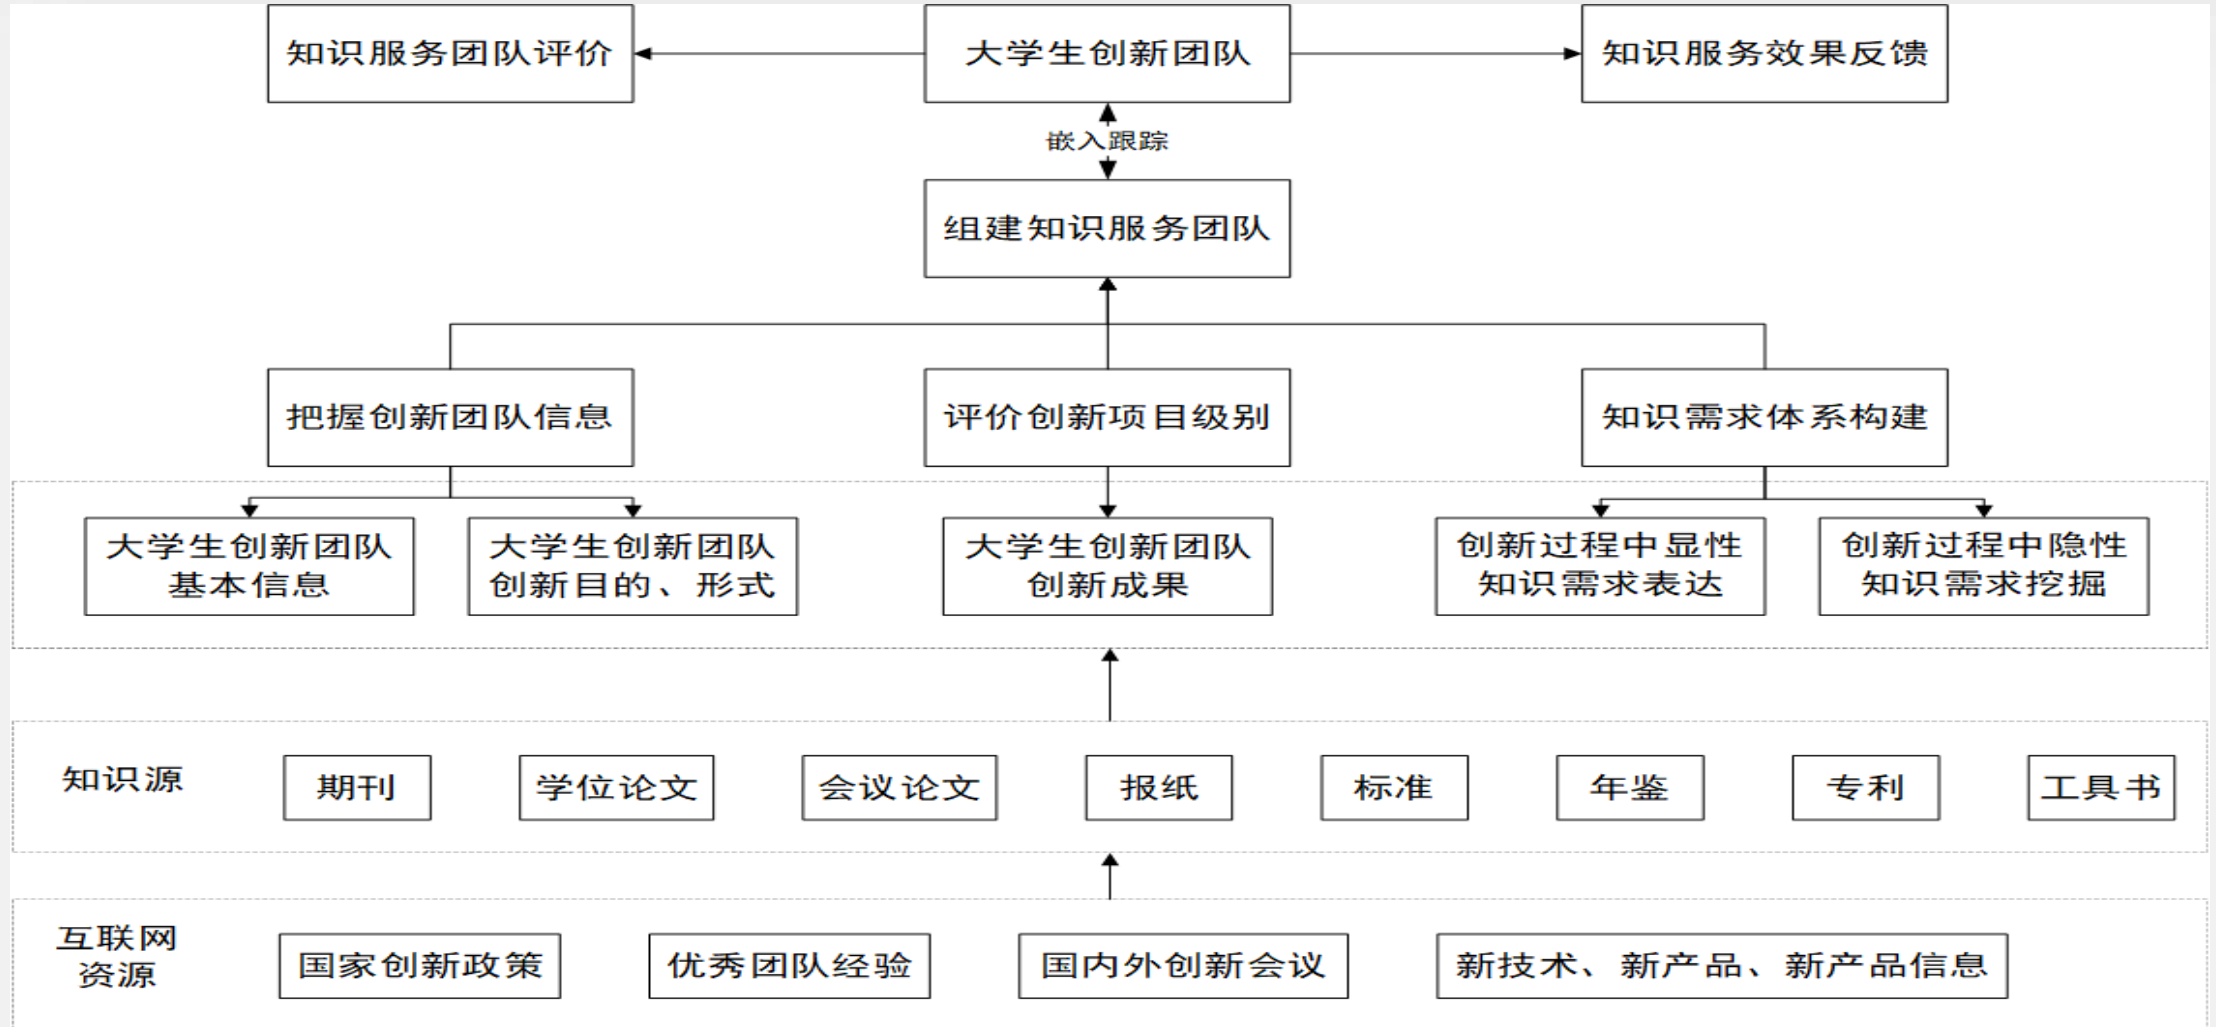 知识服务团队评价
大学生创新团队
知识服务效果反馈
嵌入跟踪
组建知识服务团队
把握创新团队信息
评价创新项目级别
知识需求体系构建
大学生创新团队
基本信息
大学生创新团队
创新目的、形式
大学生创新团队
创新成果
创新过程中显性
知识需求表达
创新过程中隐性
知识需求挖掘
知识源
期刊
学位论文
会议论文
报纸
标准
年鉴
专利
工具书
互联网
资源
国家创新政策
优秀团队经验
国内外创新会议
新技术、新产品、新产品信息